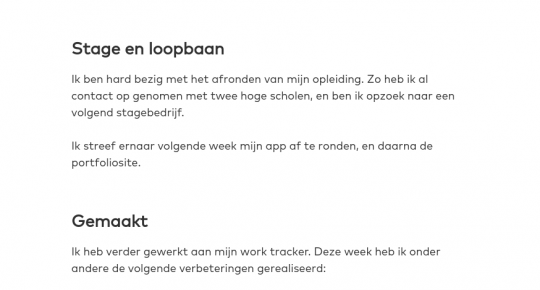 Stage en loopbaan
Ik ben hard bezig met het afronden van mijn opleiding. Zo heb ik al
contact op genomen met twee hoge scholen, en ben ik opzoek naar een
volgend stagebedrijf.
Ik streef ernaar volgende week mijn app af te ronden, en daarna de
portfoliosite.
Gemaakt
Ik heb verder gewerkt aan mijn work tracker. Deze week heb ik onder
andere de volgende verbeteringen gerealiseerd: